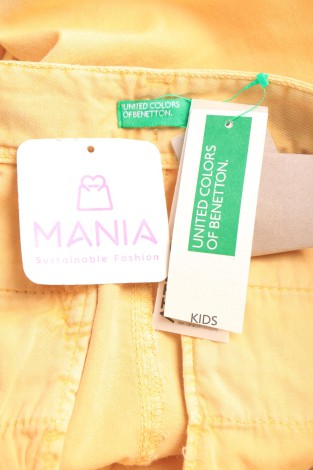 UNITED COLORS
OF BENETTON.
MANIA
Sustainable Fashion
UNITED COLORS
OF BENETTON.
KIDS